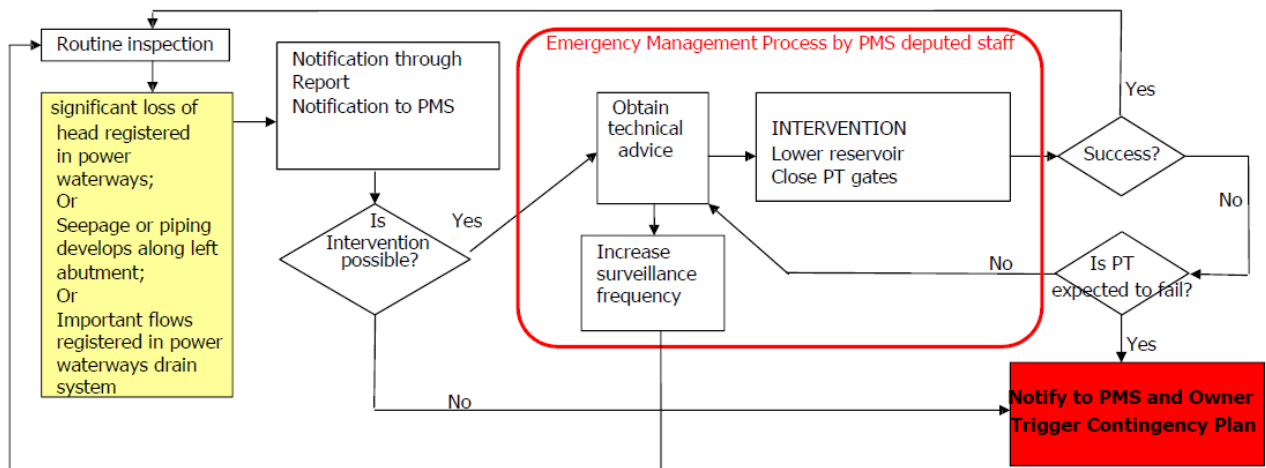 Routine inspection
significant loss of
head registered
in power
waterways;
Or
Seepage or piping
develops along left
abutment;
Or
Important flows
registered in power
waterways drain
system
Notification through
Report
Notification to PMS
Is
Intervention
possible?
Yes
No
Emergency Management Process by PMS deputed staff
Obtain
technical
advice
INTERVENTION
Lower reservoir
Close PT gates
Increase
surveillance
frequency
Success?
Yes
No
Is PT
expected to fail?
No
Yes
Notify to PMS and Owner
Trigger Contingency Plan